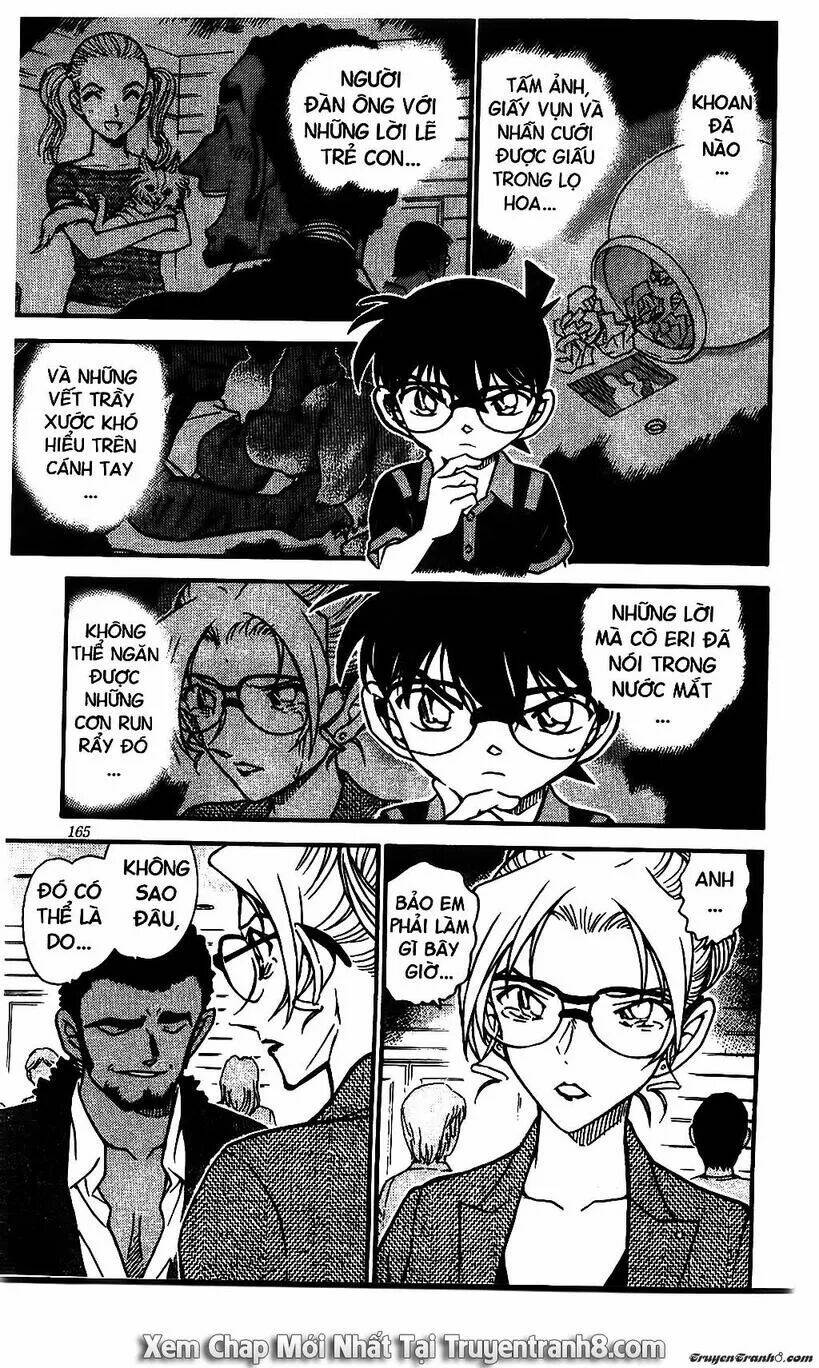 KHOAN
ĐÃ
NÀO
...
TẤM ẢNH,
GIẤY VỤN VÀ
NHẪN CƯỚI
ĐƯỢC GIẤU
TRONG LỌ
HOA...
NGƯỜI
ĐÀN ÔNG VỚI
NHỮNG LỜI LẼ
TRẺ CON...
VÀ NHỮNG
VẾT TRẦY
XƯỚC KHÓ
HIỂU TRÊN
CÁNH TAY
...
NHỮNG LỜI
MÀ CÔ ERI ĐÃ
NÓI TRONG
NƯỚC MẮT
...
KHÔNG
THỂ NGĂN
ĐƯỢC
NHỮNG
CƠN RUN
RẨY ĐÓ
...
165
ANH
...
BẢO EM
PHẢI LÀM
GÌ BÂY
GIỜ...
KHÔNG
SAO
ĐÂU,
ĐÓ CÓ
THỂ LÀ
DO...
Xem Chap Mới Nhất Tại Truyentranh8.com
TruyenTranh8.com